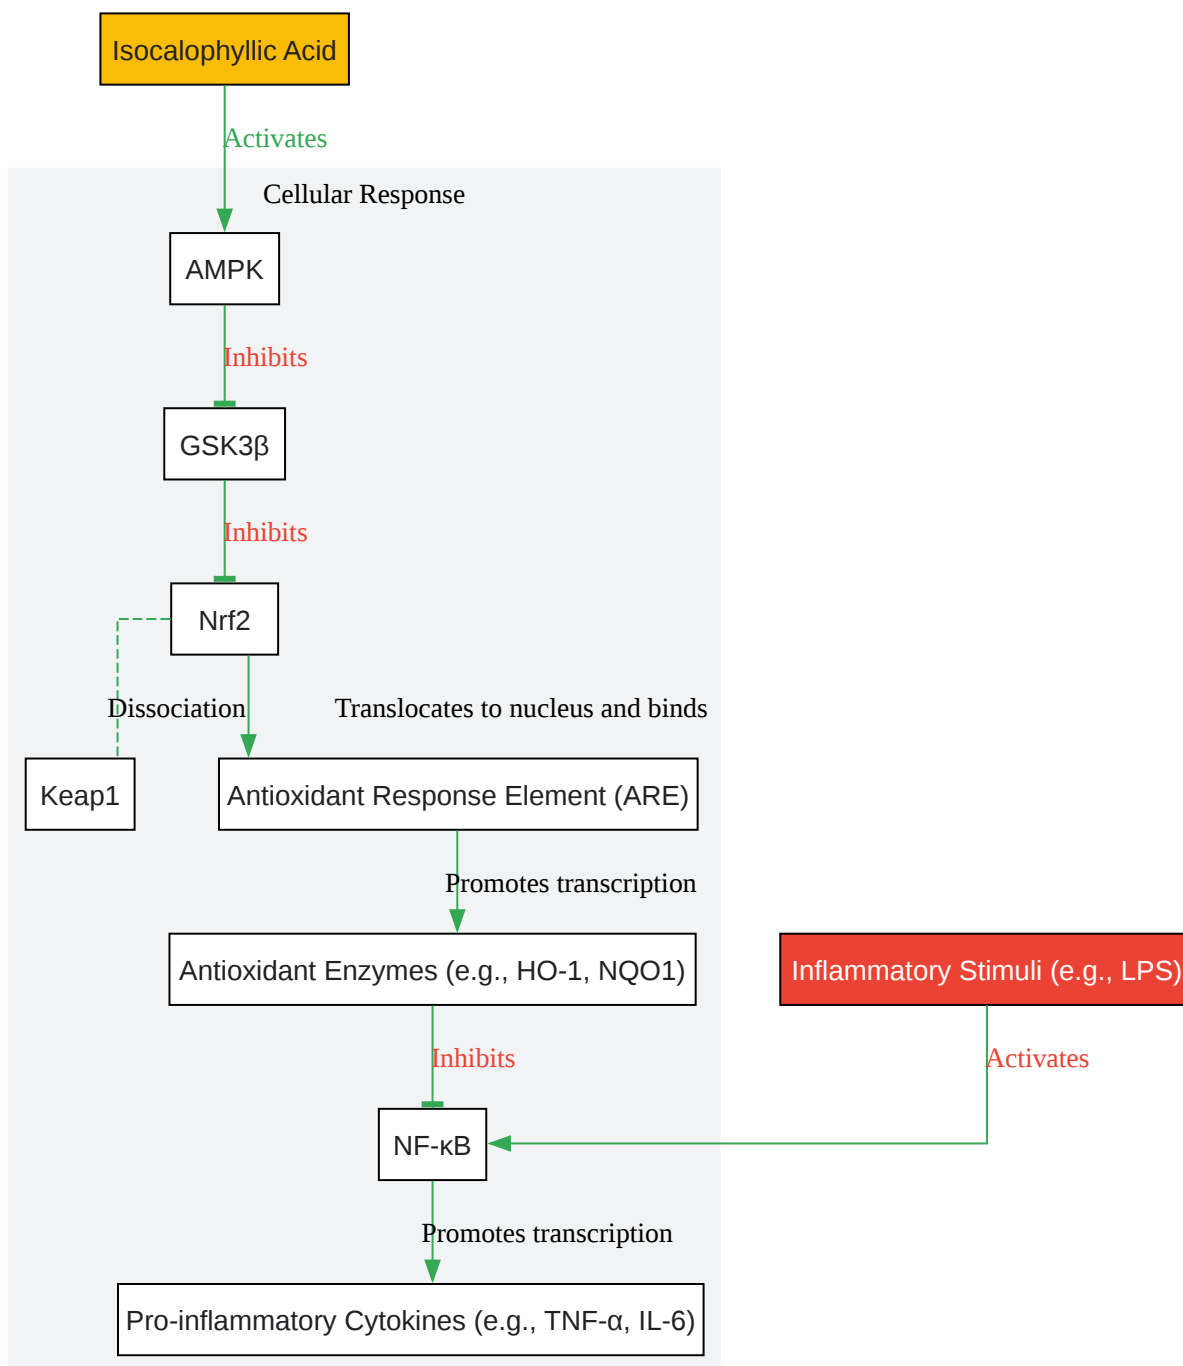 Isocalophyllic Acid
Activates
Cellular Response
AMPK
Inhibits
GSK3β
Inhibits
Nrf2
Dissociation
Translocates to nucleus and binds
Keap1
Antioxidant Response Element (ARE)
Promotes transcription
Antioxidant Enzymes (e.g., HO-1, NQO1)
Inflammatory Stimuli (e.g., LPS)
Inhibits
Activates
NF-κB
Promotes transcription
Pro-inflammatory Cytokines (e.g., TNF-α, IL-6)